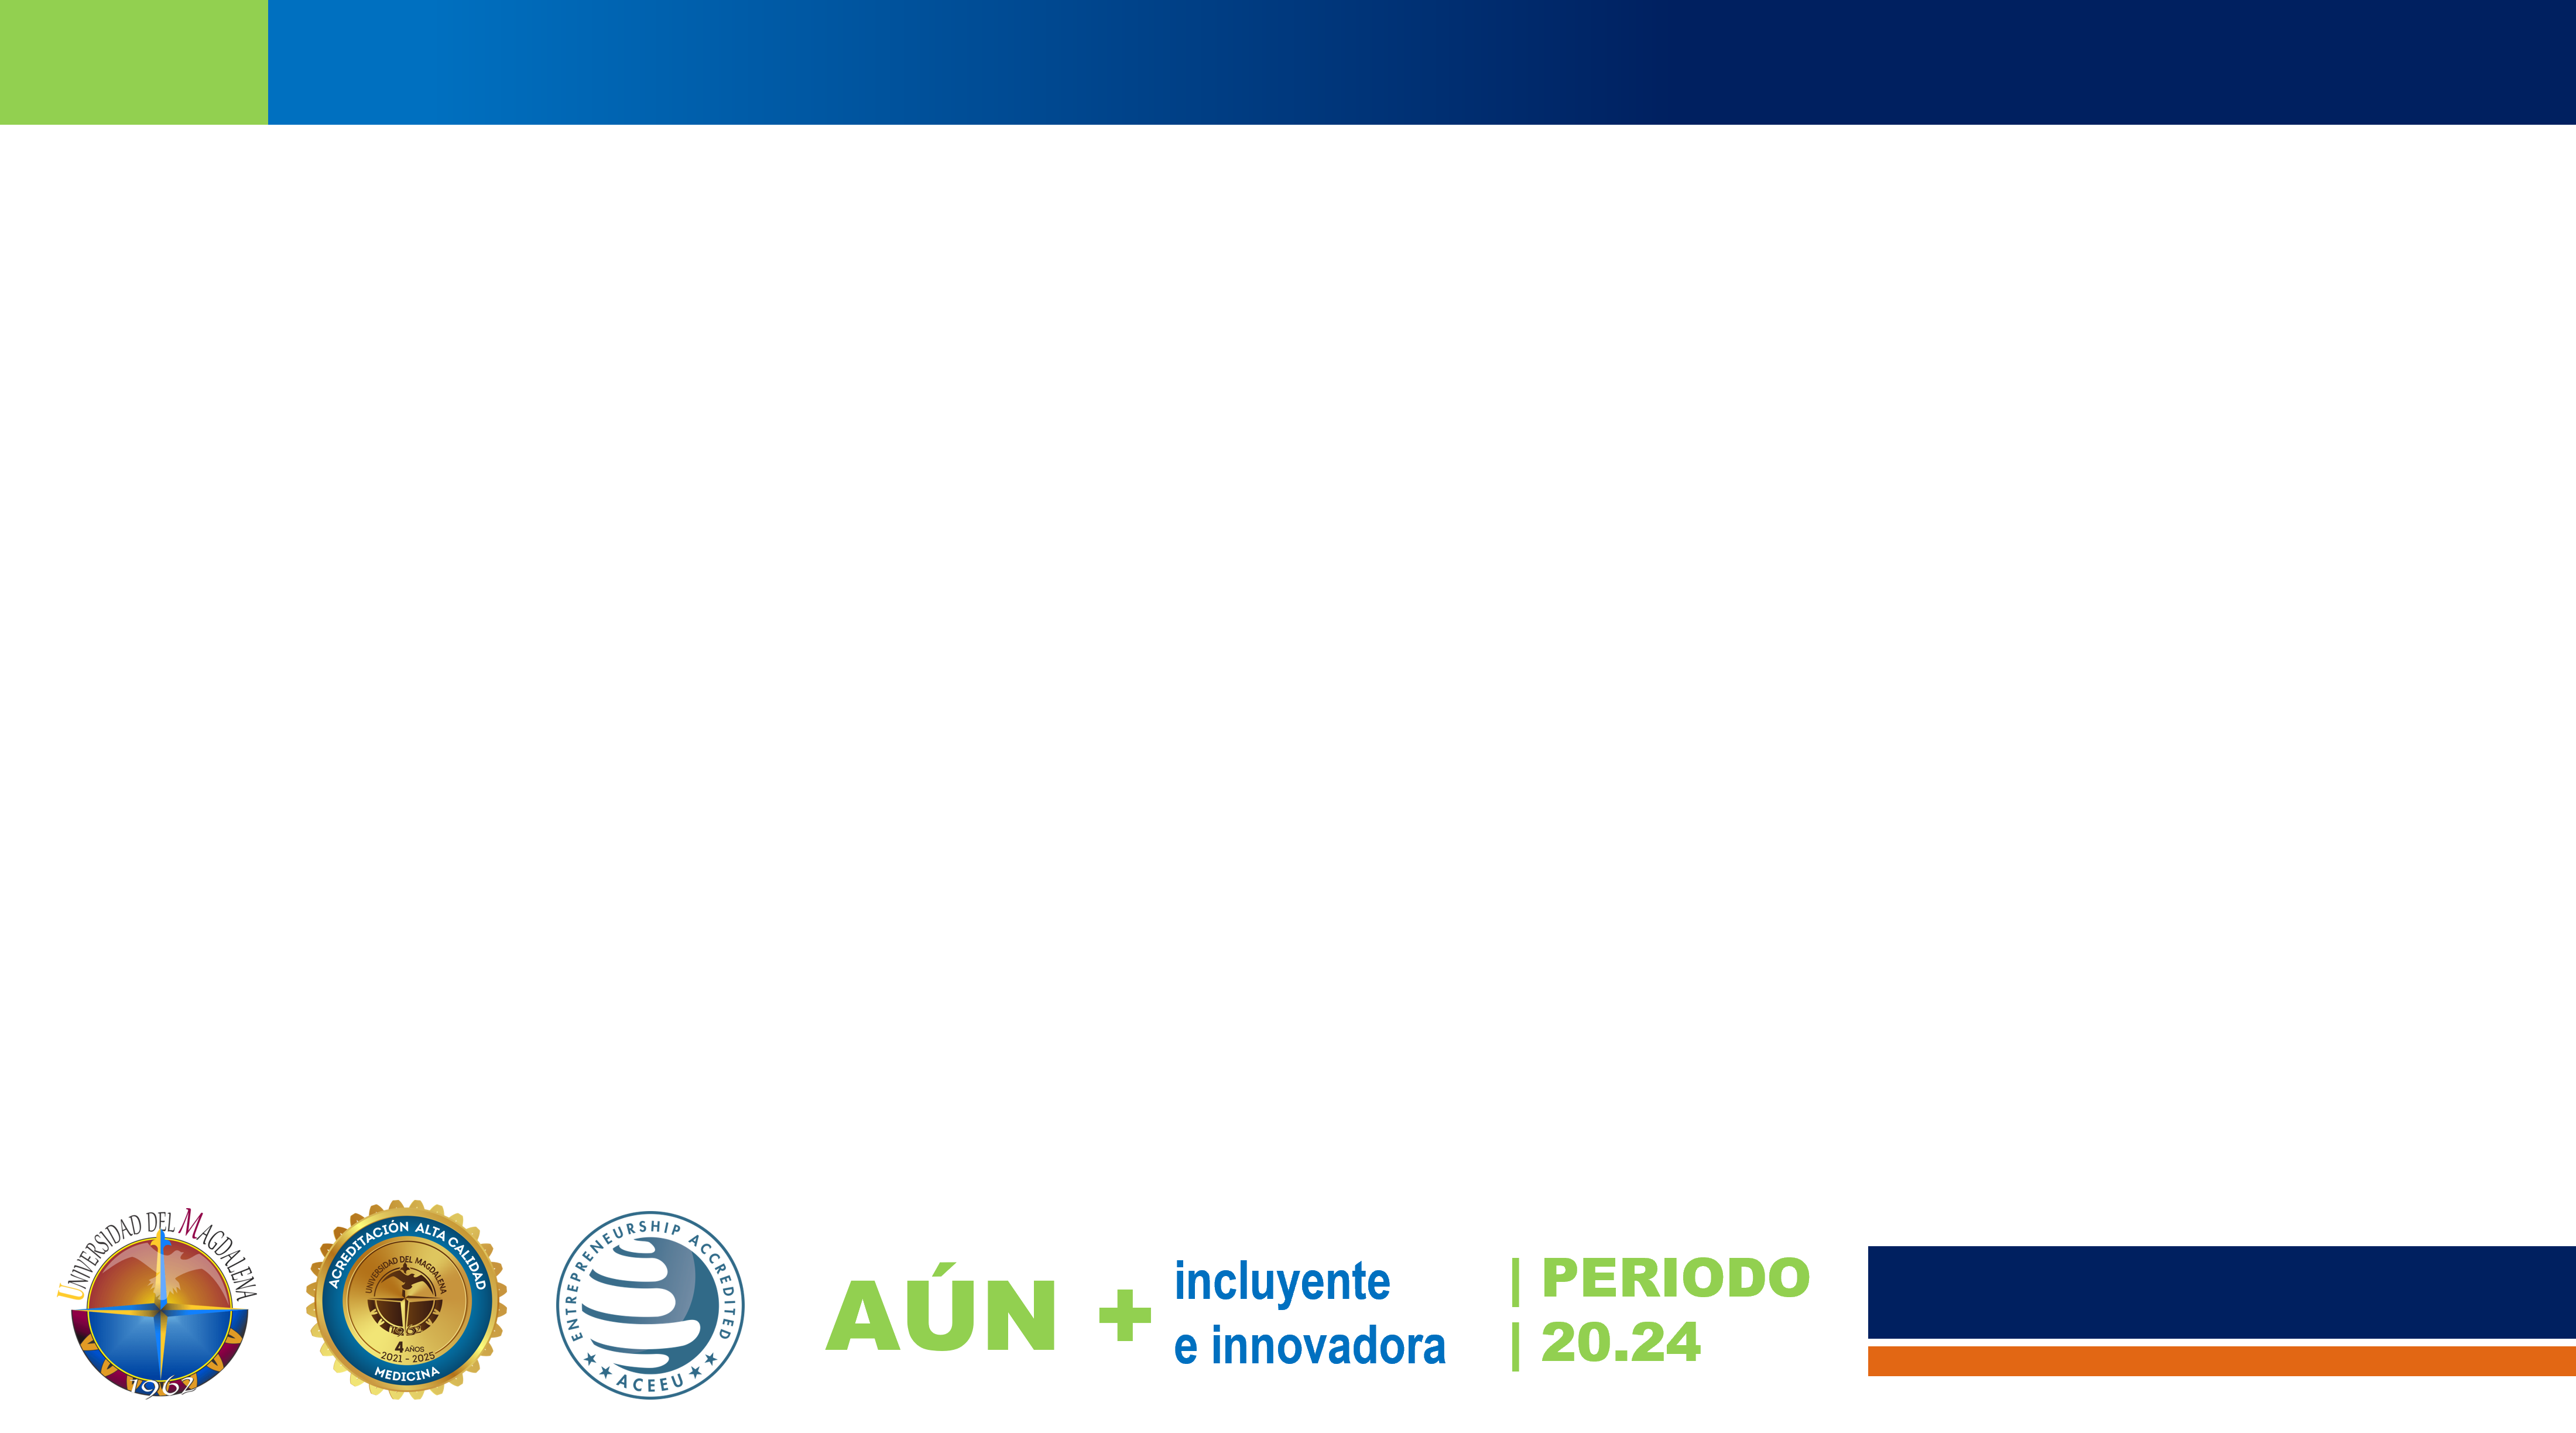 UNIVERSIDAD DEL MAGDALENA
1962
ACREDITACIÓN ALTA CALIDAD
UNIVERSIDAD DEL MAGDALENA
1962
4 AÑOS
2021 - 2025
MEDICINA
ENTREPRENEURSHIP ACCREDITED
ACEEU
AÚN + incluyente
e innovadora
| PERIODO
| 20.24